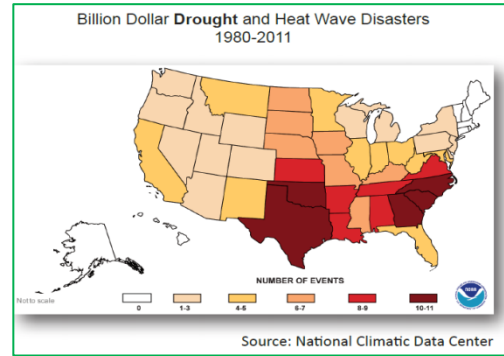 Billion Dollar Drought and Heat Wave Disasters
1980-2011
NUMBER OF EVENTS
Not to scale
0 1-3 4-5 6-7 8-9 10-11
Source: National Climatic Data Center